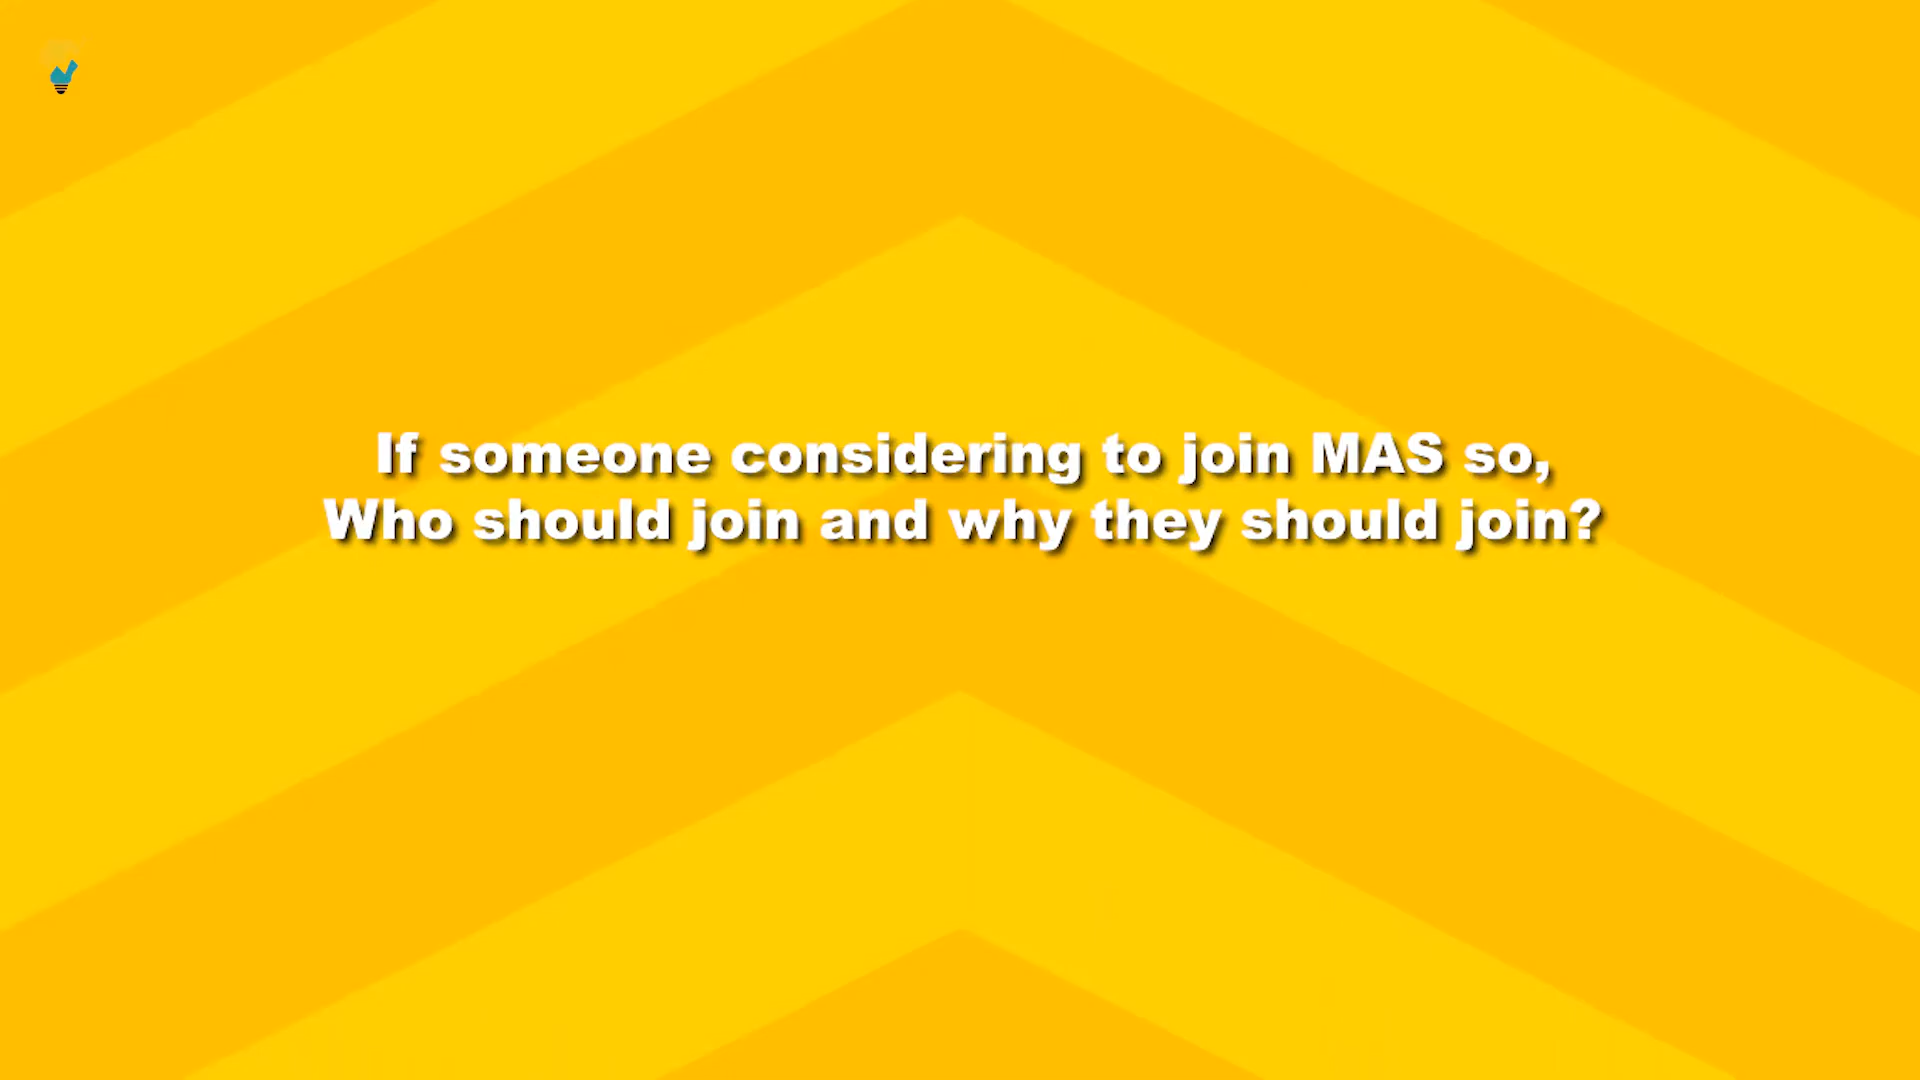 If someone considering to join MAS so,
Who should join and why they should join?